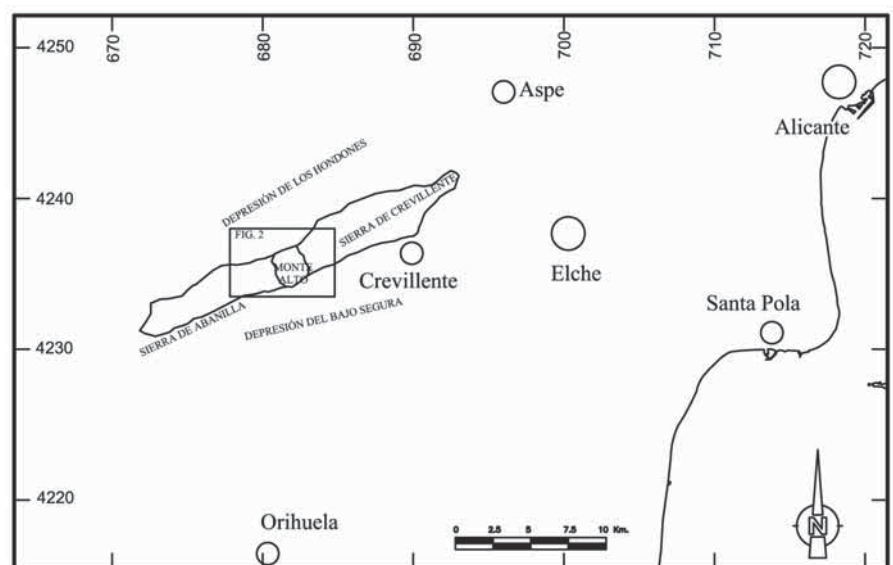 670
680
690
700
710
720
4250
4240
4230
4220
Aspe
Alicante
DEPRESIÓN DE LOS HONDONES
SIERRA DE CREVILLENTE
FIG. 2
MONTE
ALTO
Crevillente
Elche
SIERRA DE ABANILLA
DEPRESIÓN DEL BAJO SEGURA
Santa Pola
Orihuela
0 2.5 5 7.5 10 Km.
N